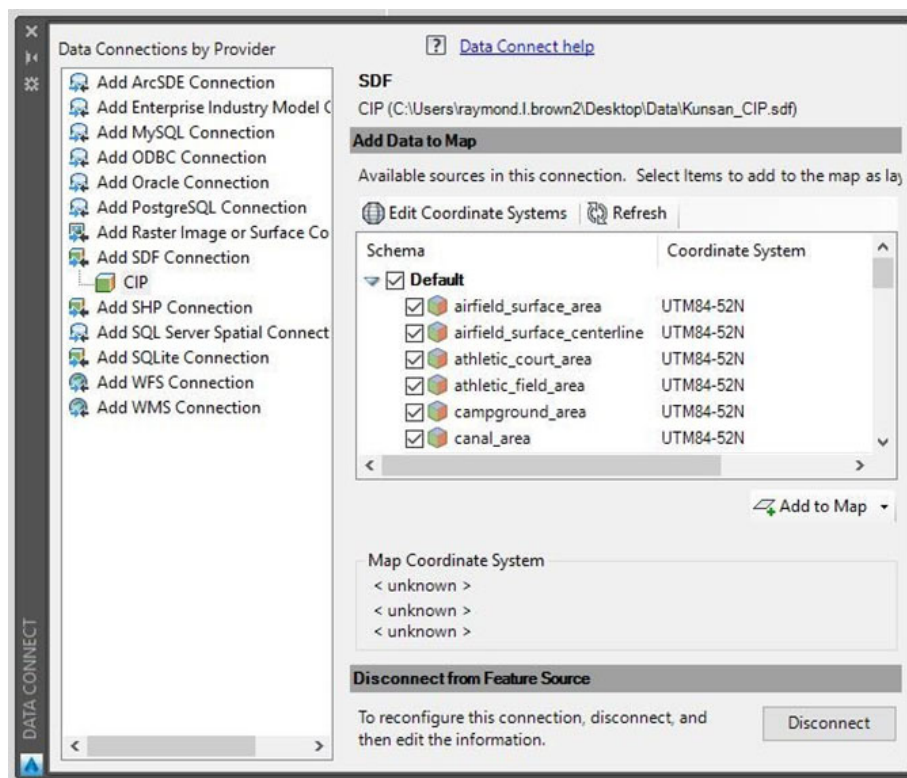 Data Connections by Provider
Add ArcSDE Connection
Add Enterprise Industry Model C
Add MySQL Connection
Add ODBC Connection
Add Oracle Connection
Add PostgreSQL Connection
Add Raster Image or Surface Co
Add SDF Connection
CIP
Add SHP Connection
Add SQL Server Spatial Connect
Add SQLite Connection
Add WFS Connection
Add WMS Connection
DATA CONNECT
? Data Connect help
SDF
CIP (C:\Users\raymond.l.brown2\Desktop\Data\Kunsan_CIP.sdf)
Add Data to Map
Available sources in this connection.  Select Items to add to the map as lay
Edit Coordinate Systems Refresh
Schema Coordinate System
Default
airfield_surface_area UTM84-52N
airfield_surface_centerline UTM84-52N
athletic_court_area UTM84-52N
athletic_field_area UTM84-52N
campground_area UTM84-52N
canal_area UTM84-52N
Add to Map
Map Coordinate System
< unknown >
< unknown >
< unknown >
Disconnect from Feature Source
To reconfigure this connection, disconnect, and
then edit the information.
Disconnect